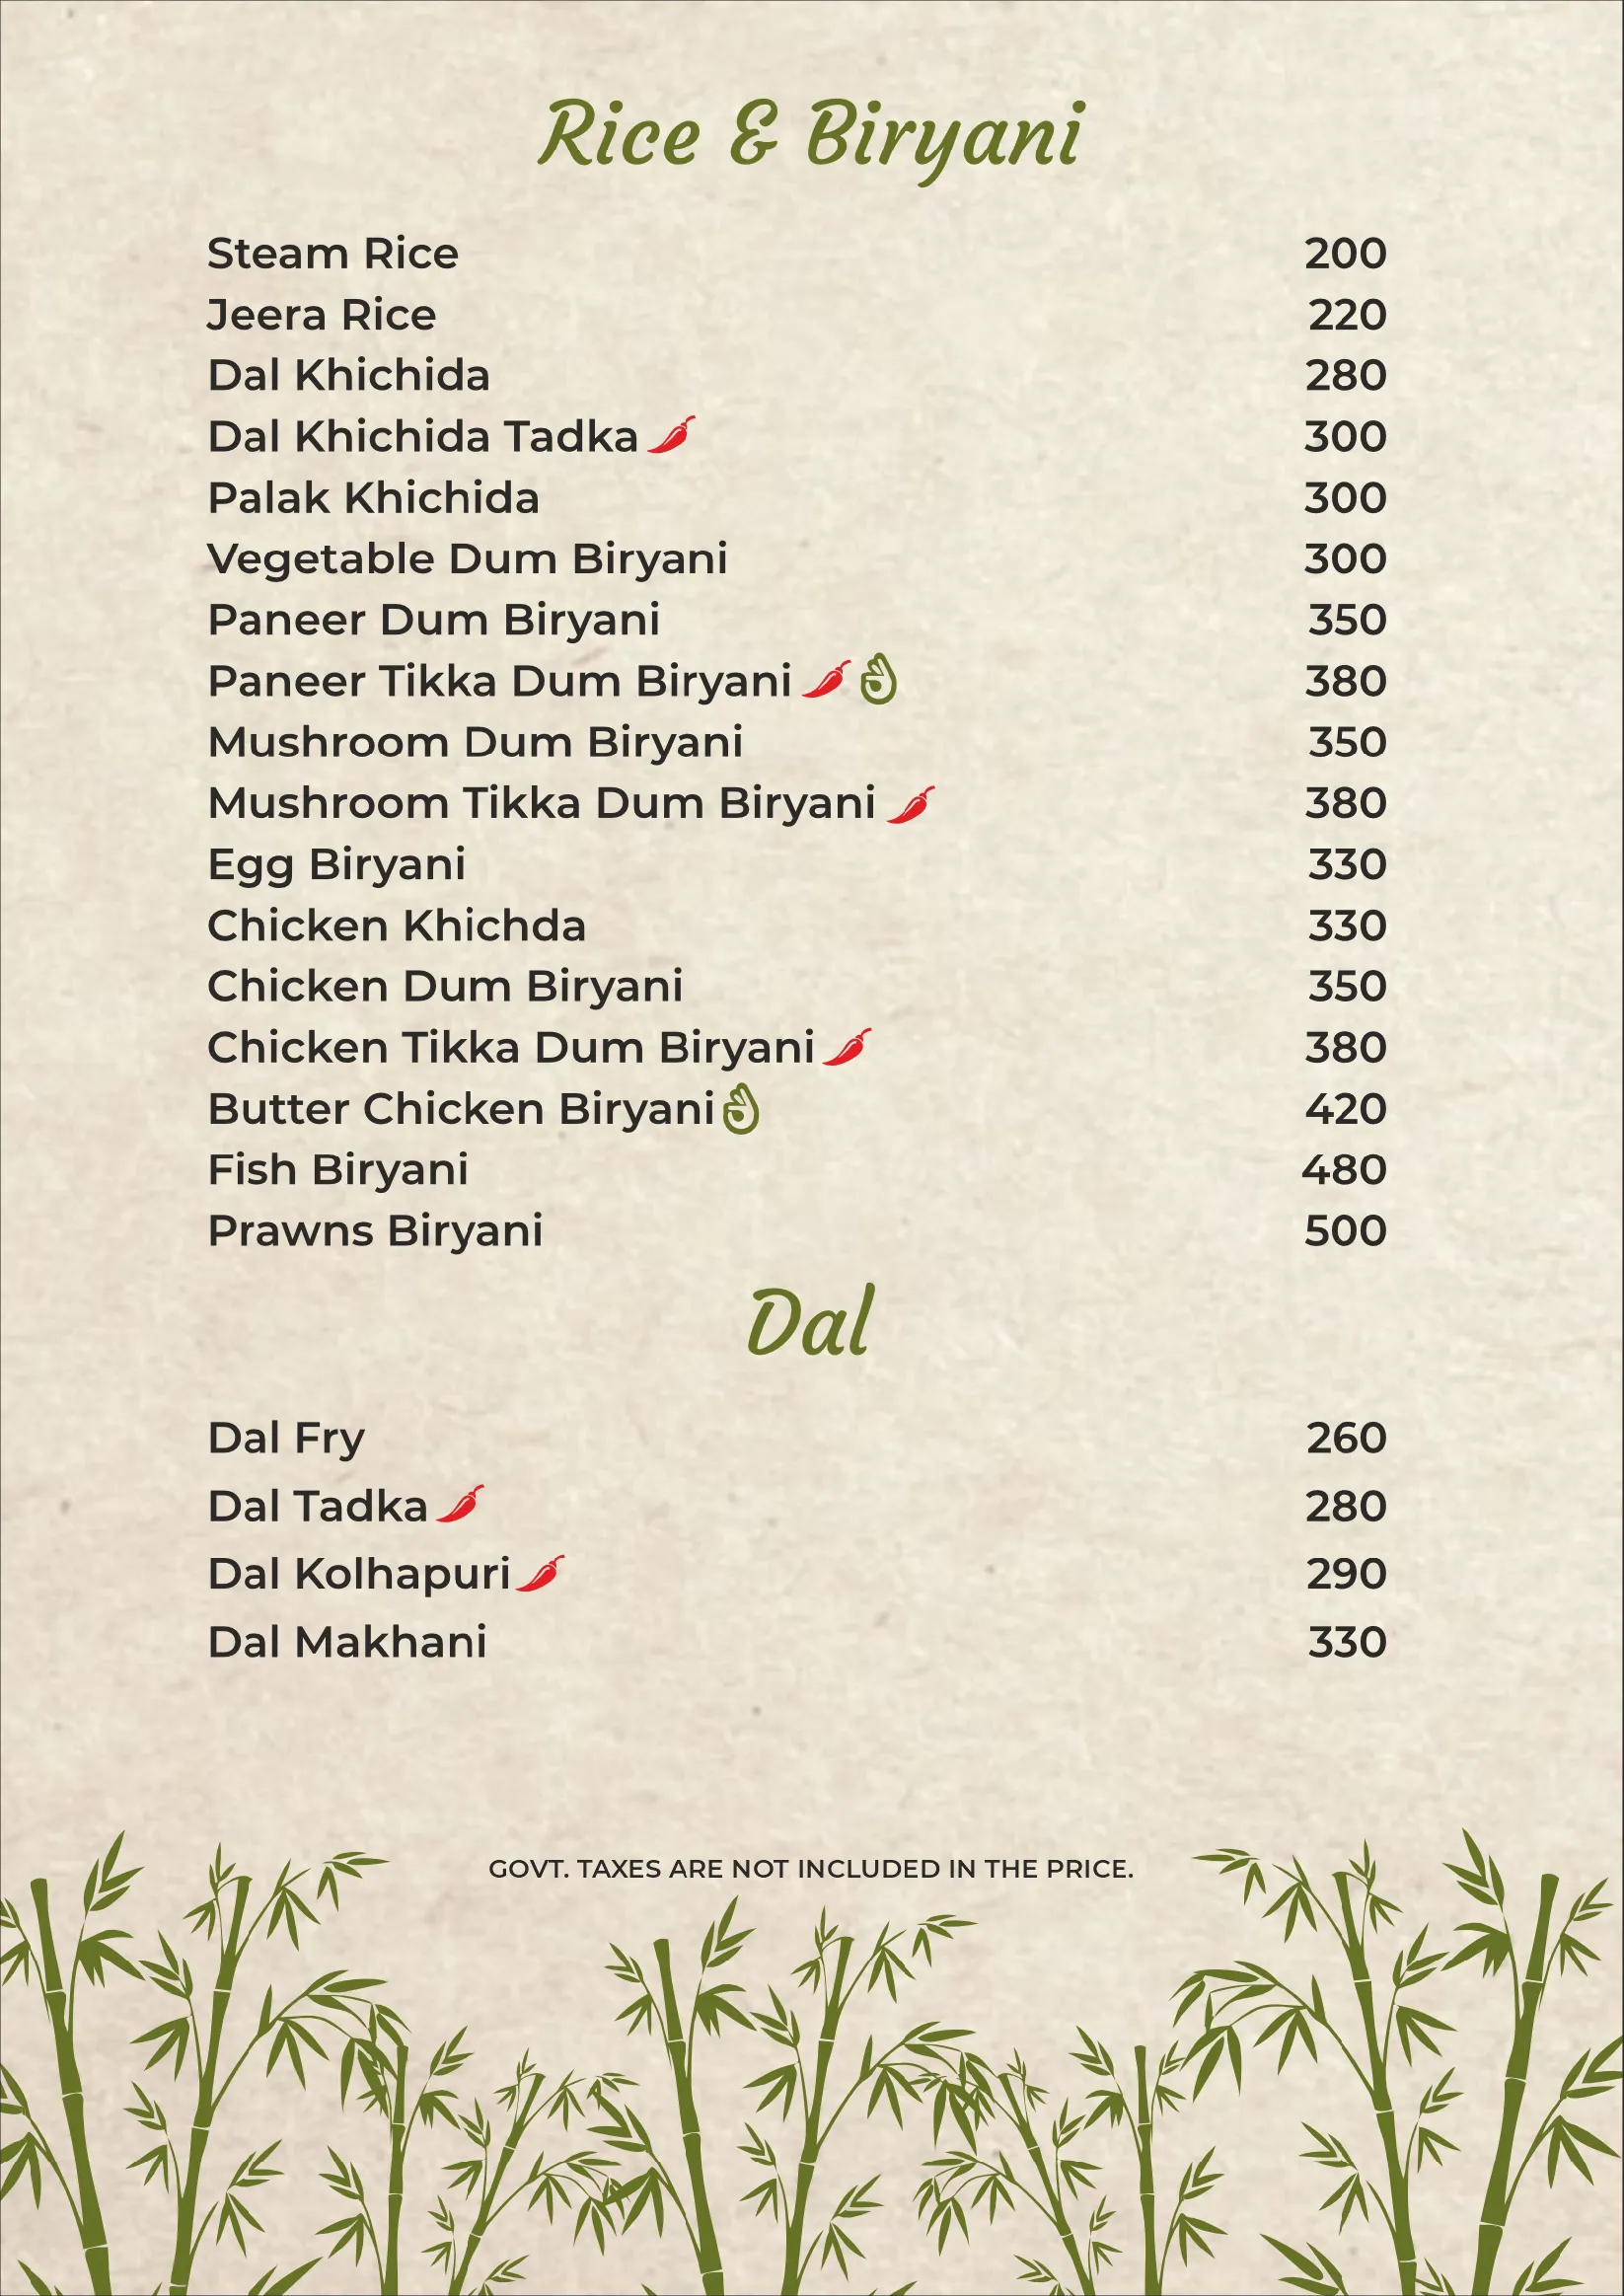 Rice & Biryani
Steam Rice 200
Jeera Rice 220
Dal Khichida 280
Dal Khichida Tadka 300
Palak Khichida 300
Vegetable Dum Biryani 300
Paneer Dum Biryani 350
Paneer Tikka Dum Biryani 380
Mushroom Dum Biryani 350
Mushroom Tikka Dum Biryani 380
Egg Biryani 330
Chicken Khichda 330
Chicken Dum Biryani 350
Chicken Tikka Dum Biryani 380
Butter Chicken Biryani 420
Fish Biryani 480
Prawns Biryani 500
Dal
Dal Fry 260
Dal Tadka 280
Dal Kolhapuri 290
Dal Makhani 330
GOVT. TAXES ARE NOT INCLUDED IN THE PRICE.